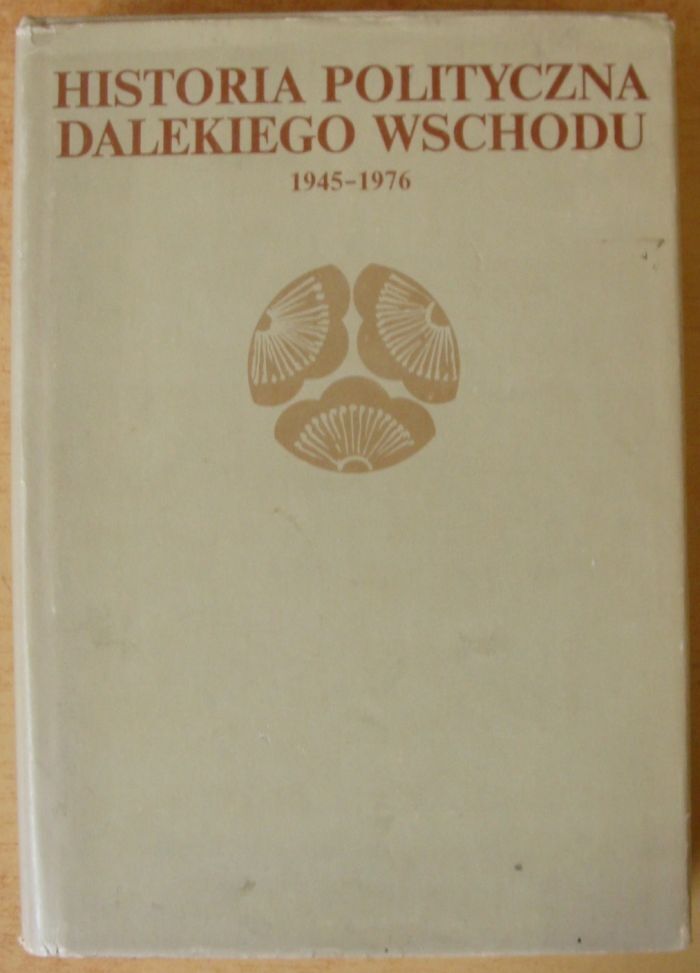 HISTORIA POLITYCZNA
DALEKIEGO WSCHODU
1945-1976